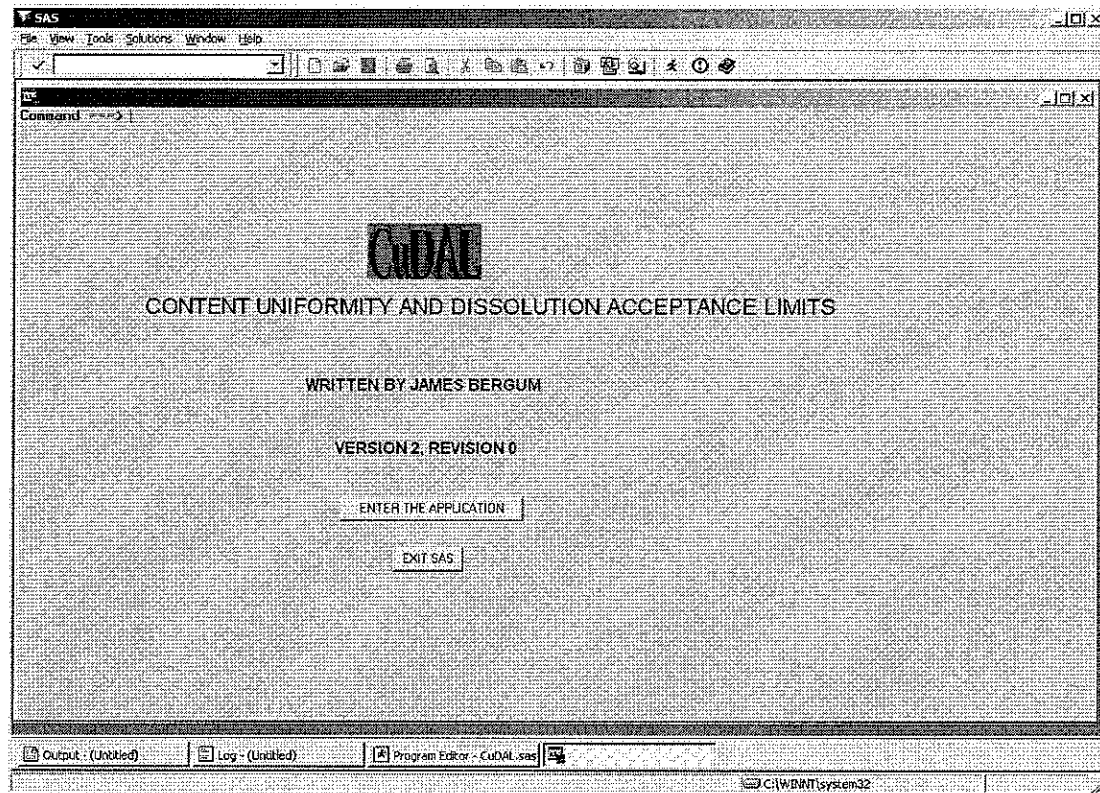 SAS
File View Tools Solutions Window Help
Command ===>
CuDAL
CONTENT UNIFORMITY AND DISSOLUTION ACCEPTANCE LIMITS
WRITTEN BY JAMES BERGUM
VERSION 2, REVISION 0
ENTER THE APPLICATION
EXIT SAS
Output - (Untitled) Log - (Untitled) Program Editor - CuDAL.sas
C:\WINNT\system32